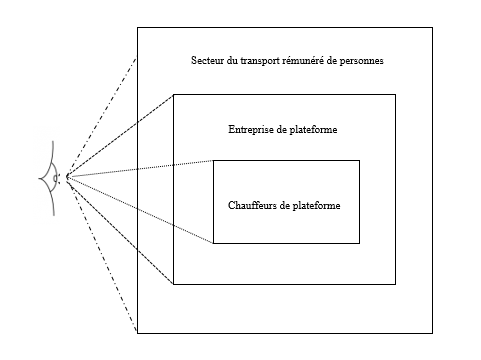 Secteur du transport rémunéré de personnes
Entreprise de plateforme
Chauffeurs de plateforme